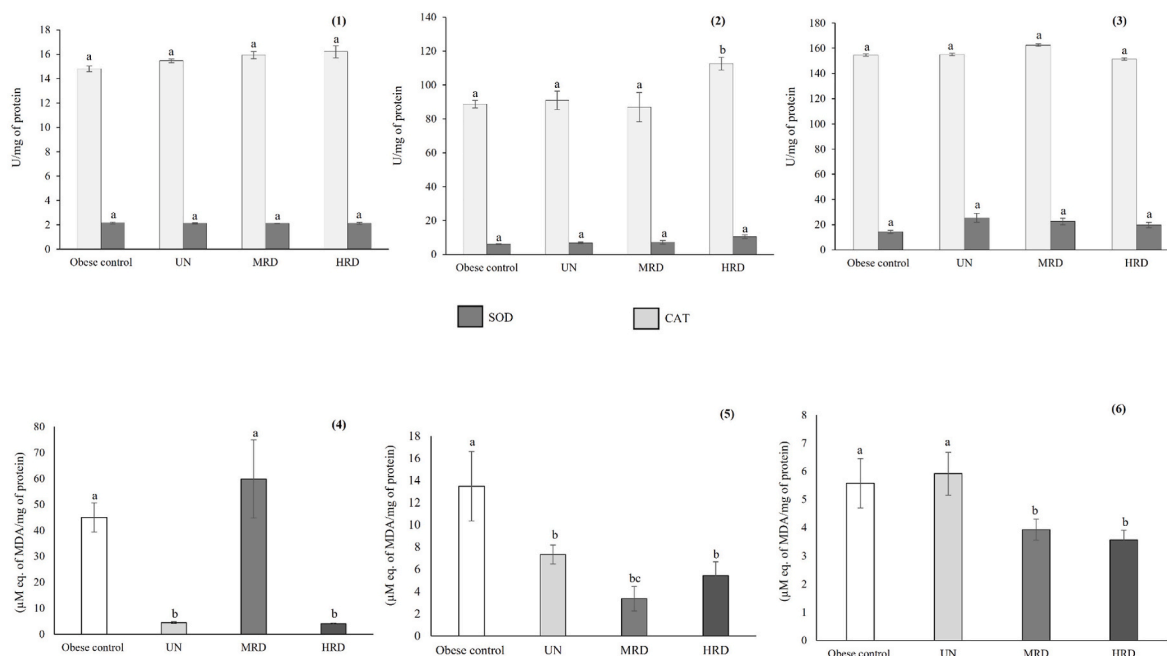 (1)
18
16
14
12
10
8
6
4
2
0
U/mg of protein
a a a a
a a a a
Obese control UN MRD HRD
(2)
140
120
100
80
60
40
20
0
U/mg of protein
a a a b
a a a a
Obese control UN MRD HRD
(3)
180
160
140
120
100
80
60
40
20
0
U/mg of protein
a a a a
a a a a
Obese control UN MRD HRD
SOD CAT
(4)
80
70
60
50
40
30
20
10
0
(µM eq. of MDA/mg of protein)
a b a b
Obese control UN MRD HRD
(5)
18
16
14
12
10
8
6
4
2
0
(µM eq. of MDA/mg of protein)
a b bc b
Obese control UN MRD HRD
(6)
8
7
6
5
4
3
2
1
0
(µM eq. of MDA/mg of protein)
a a b b
Obese control UN MRD HRD